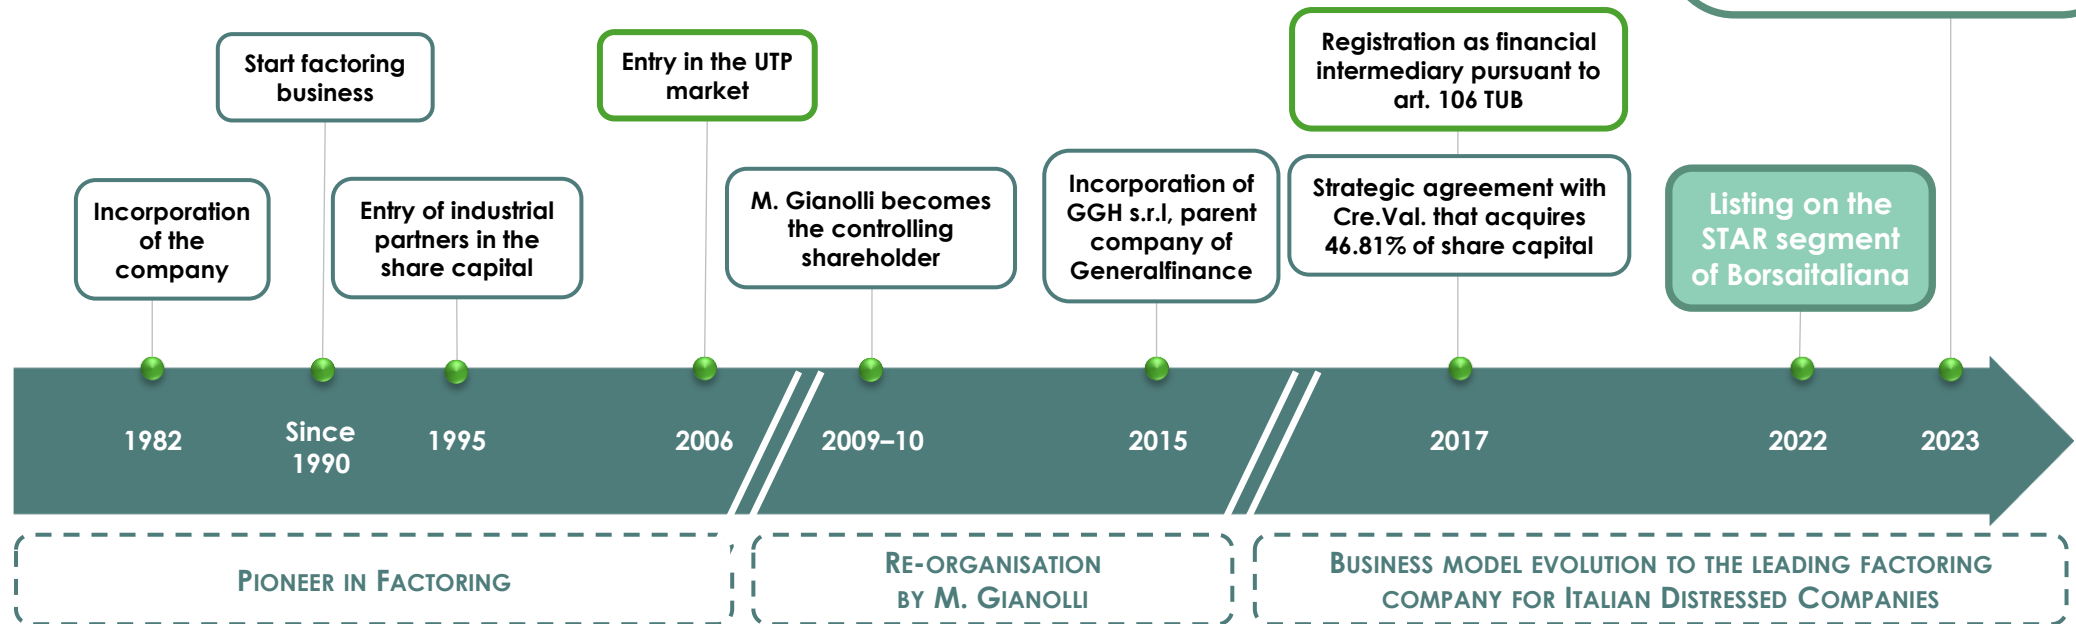 Start factoring
business
Entry in the UTP
market
Registration as financial
intermediary pursuant to
art. 106 TUB
Incorporation
of the
company
Entry of industrial
partners in the
share capital
M. Gianolli becomes
the controlling
shareholder
Incorporation of
GGH s.r.l, parent
company of
Generalfinance
Strategic agreement with
Cre.Val. that acquires
46.81% of share capital
Listing on the
STAR segment
of Borsaitaliana
1982
Since
1990
1995
2006
2009–10
2015
2017
2022
2023
Pioneer in Factoring
Re-organisation
by M. Gianolli
Business model evolution to the leading factoring
company for Italian Distressed Companies